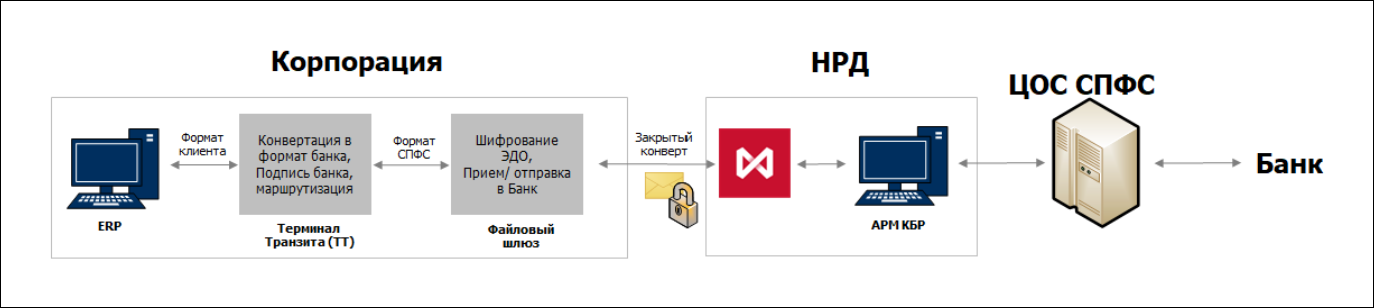 Корпорация
НРД
ЦОС СПФС
Формат
клиента
Конвертация в
формат банка,
Подпись банка,
маршрутизация
Формат
СПФС
Шифрование
ЭДО,
Прием/ отправка
в Банк
Закрытый
конверт
Банк
ERP
Терминал
Транзита (ТТ)
Файловый
шлюз
АРМ КБР